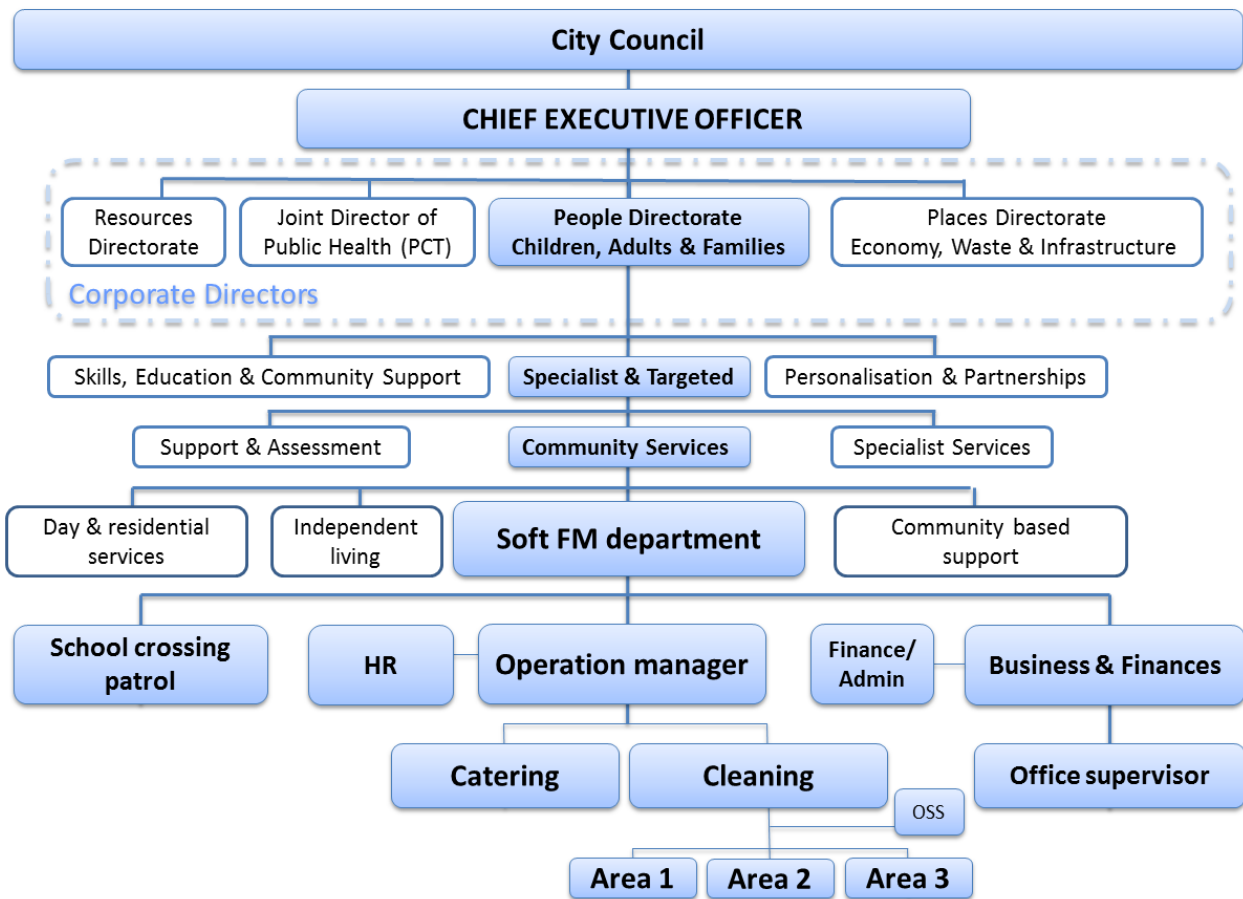 City Council
CHIEF EXECUTIVE OFFICER
Resources
Directorate
Joint Director of
Public Health (PCT)
People Directorate
Children, Adults & Families
Places Directorate
Economy, Waste & Infrastructure
Corporate Directors
Skills, Education & Community Support
Specialist & Targeted
Personalisation & Partnerships
Support & Assessment
Community Services
Specialist Services
Day & residential
services
Independent
living
Soft FM department
Community based
support
School crossing
patrol
HR
Operation manager
Finance/
Admin
Business & Finances
Catering
Cleaning
Office supervisor
OSS
Area 1
Area 2
Area 3